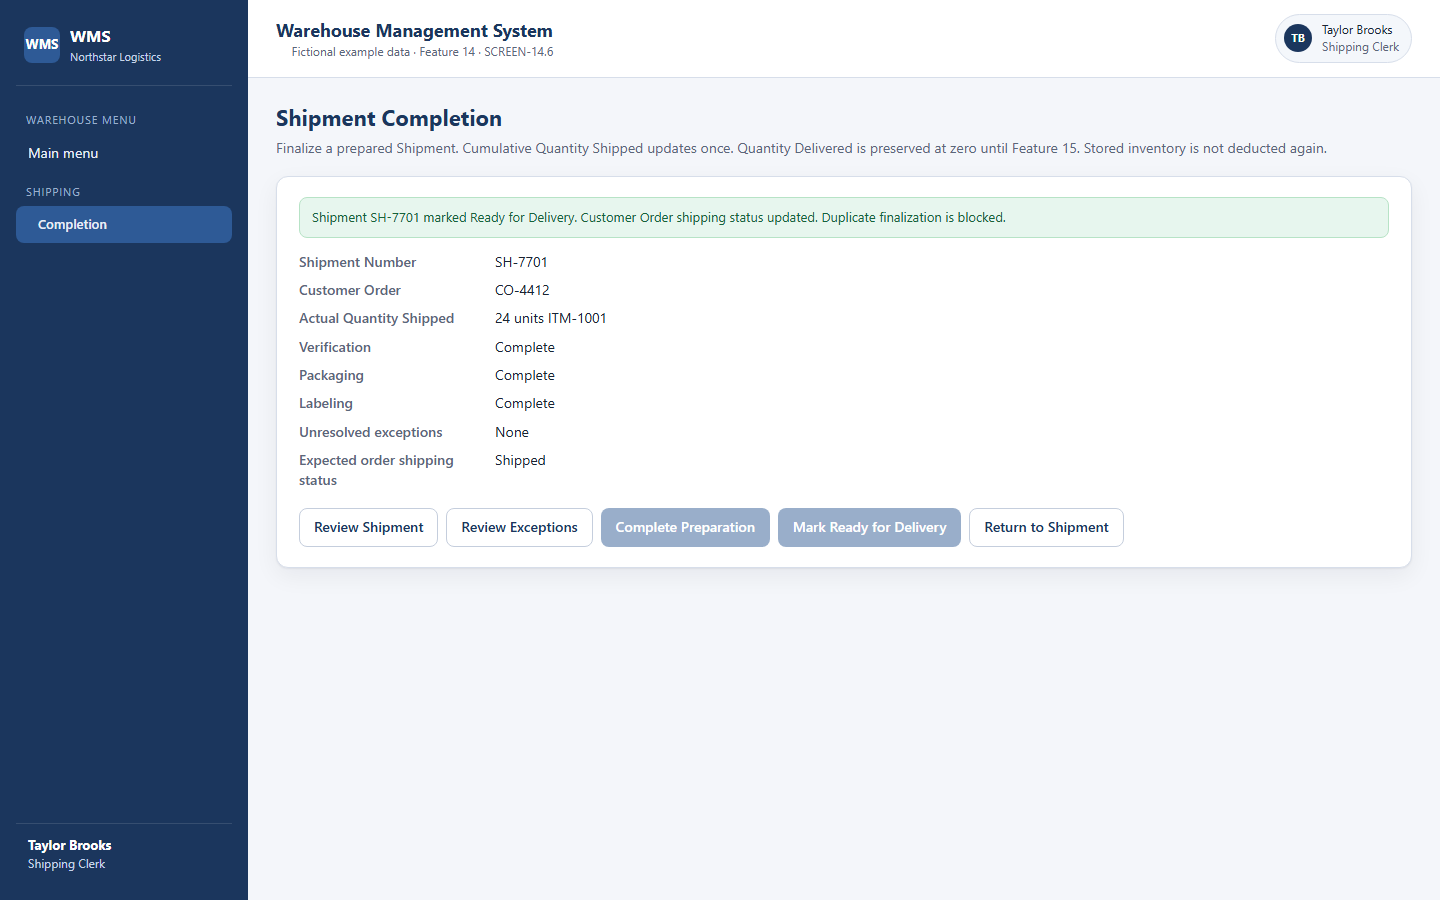 WMS
WMS
Northstar Logistics
WAREHOUSE MENU
Main menu
SHIPPING
Completion
Taylor Brooks
Shipping Clerk
Warehouse Management System
Fictional example data · Feature 14 · SCREEN-14.6
TB
Taylor Brooks
Shipping Clerk
Shipment Completion
Finalize a prepared Shipment. Cumulative Quantity Shipped updates once. Quantity Delivered is preserved at zero until Feature 15. Stored inventory is not deducted again.
Shipment SH-7701 marked Ready for Delivery. Customer Order shipping status updated. Duplicate finalization is blocked.
Shipment Number SH-7701
Customer Order CO-4412
Actual Quantity Shipped 24 units ITM-1001
Verification Complete
Packaging Complete
Labeling Complete
Unresolved exceptions None
Expected order shipping status Shipped
Review Shipment Review Exceptions Complete Preparation Mark Ready for Delivery Return to Shipment